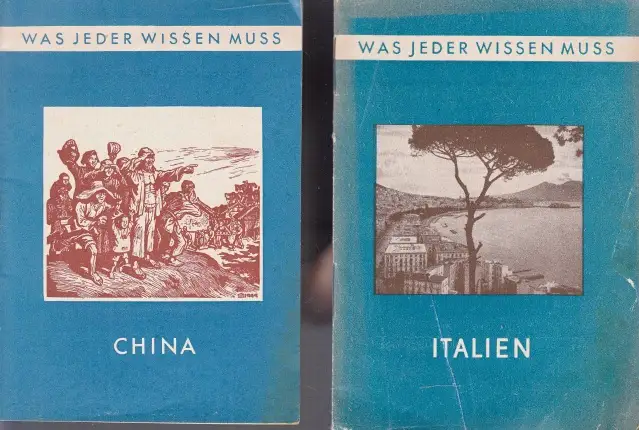 WAS JEDER WISSEN MUSS
CHINA
WAS JEDER WISSEN MUSS
ITALIEN